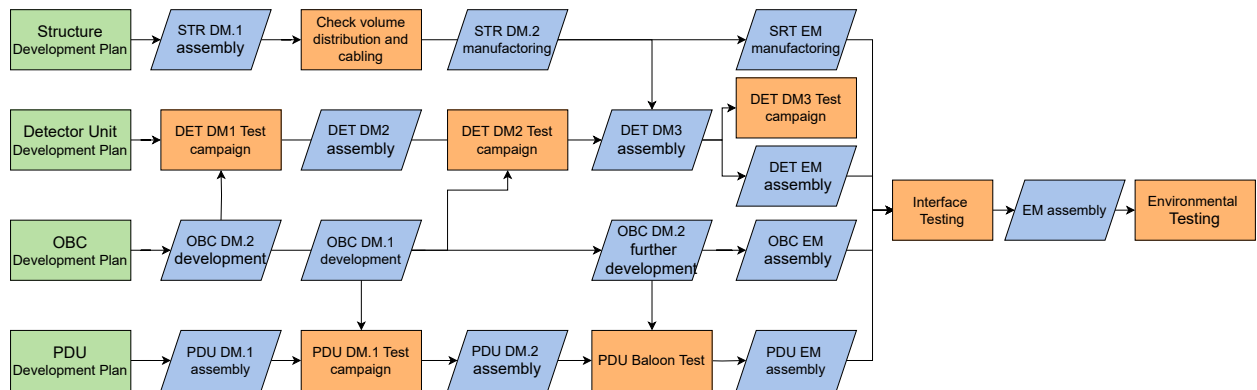 Structure
Development Plan
STR DM.1
assembly
Check volume
distribution and
cabling
STR DM.2
manufactoring
SRT EM
manufactoring
DET DM3 Test
campaign
Detector Unit
Development Plan
DET DM1 Test
campaign
DET DM2
assembly
DET DM2 Test
campaign
DET DM3
assembly
DET EM
assembly
Interface
Testing
EM assembly
Environmental
Testing
OBC
Development Plan
OBC DM.2
development
OBC DM.1
development
OBC DM.2
further
development
OBC EM
assembly
PDU
Development Plan
PDU DM.1
assembly
PDU DM.1 Test
campaign
PDU DM.2
assembly
PDU Baloon Test
PDU EM
assembly